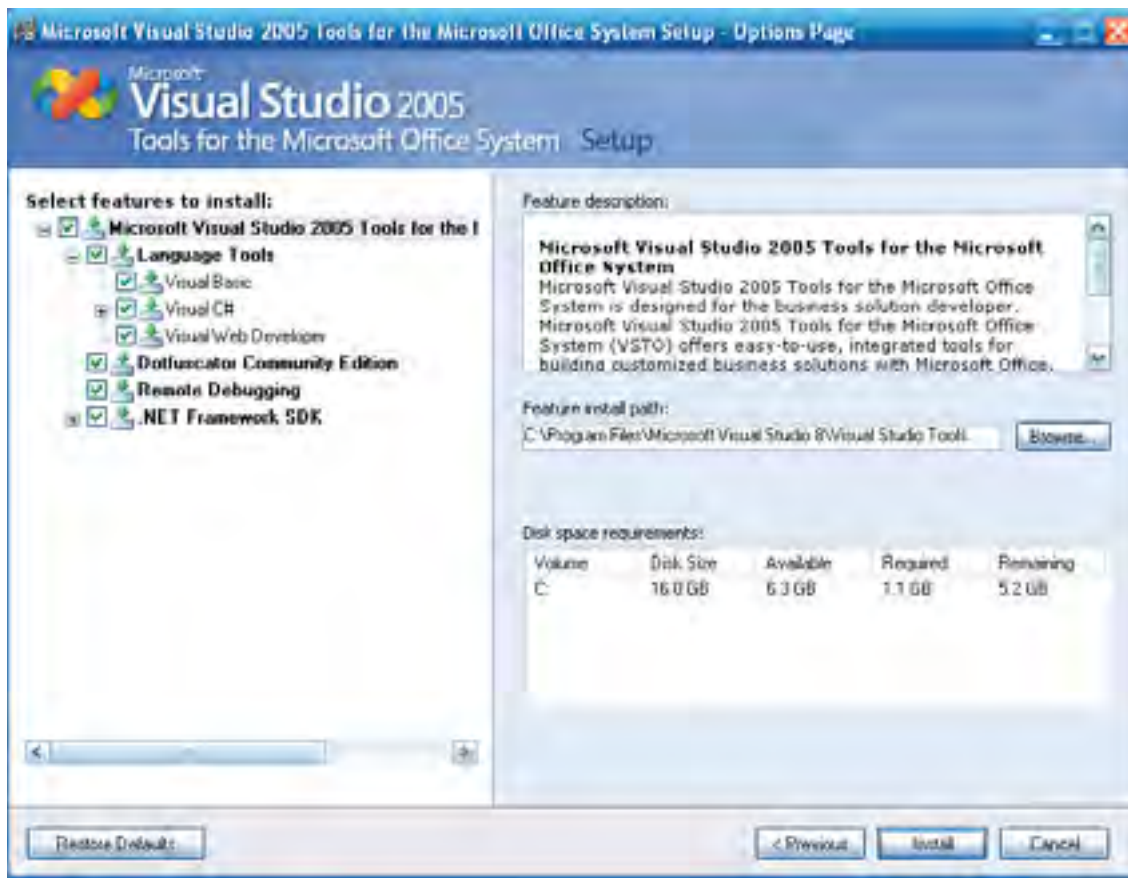 Microsoft Visual Studio 2005 Tools for the Microsoft Office System Setup - Options Page
Microsoft
Visual Studio 2005
Tools for the Microsoft Office System Setup
Select features to install:
Microsoft Visual Studio 2005 Tools for the
Language Tools
Visual Basic
Visual C#
Visual Web Developer
Dotfuscator Community Edition
Remote Debugging
.NET Framework SDK
Feature description:
Microsoft Visual Studio 2005 Tools for the Microsoft
Office System
Microsoft Visual Studio 2005 Tools for the Microsoft Office
System is designed for the business solution developer.
Microsoft Visual Studio 2005 Tools for the Microsoft Office
System (VSTO) offers easy-to-use, integrated tools for
building customized business solutions with Microsoft Office.
Feature install path:
C:\Program Files\Microsoft Visual Studio 8\Visual Studio Tools
Browse...
Disk space requirements:
Volume Disk Size Available Required Remaining
C: 16.0 GB 6.3 GB 1.1 GB 5.2 GB
Restore Defaults
< Previous
Install
Cancel